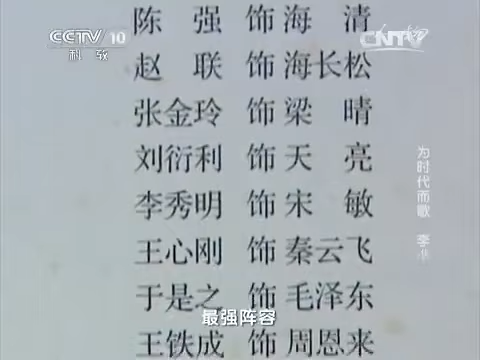 CCTV 10
科教
CNTV
陈强 饰 海清
赵联 饰 海长松
张金玲 饰 梁晴
刘衍利 饰 天亮
李秀明 饰 宋敏
王心刚 饰 秦云飞
于是之 饰 毛泽东
王铁成 饰 周恩来
为时代而歌
最强阵容